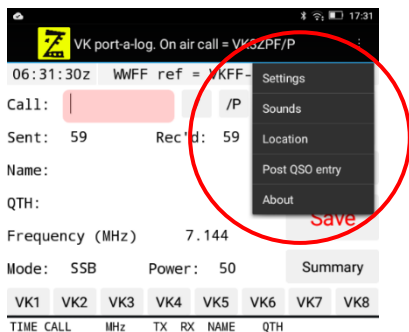 17:31
VK port-a-log. On air call = VK3ZPF/P
06:31:30z WWFF ref = VKFF-
Settings
Call: /P
Sounds
Sent: 59 Rec'd: 59
Location
Name:
Post QSO entry
QTH:
About
Save
Frequency (MHz) 7.144
Mode: SSB Power: 50 Summary
VK1 VK2 VK3 VK4 VK5 VK6 VK7 VK8
TIME CALL MHz TX RX NAME QTH